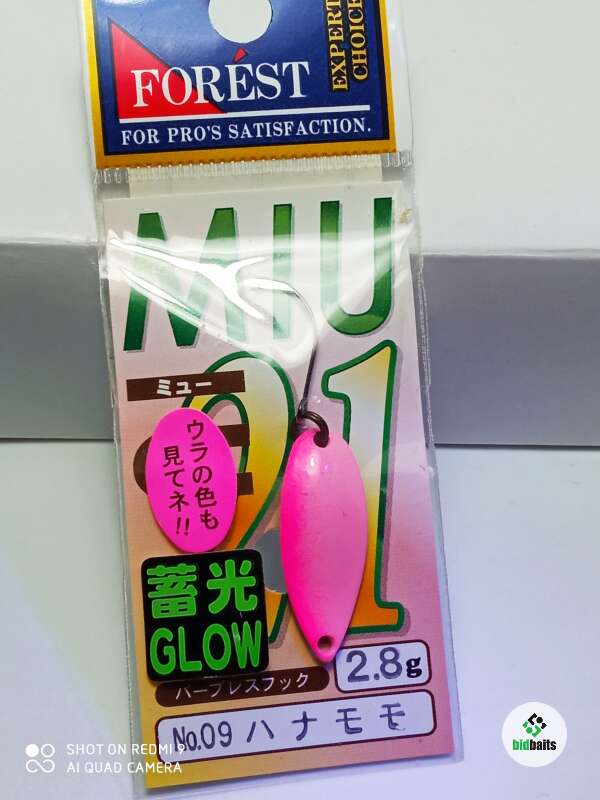 EXPERT
CHOICE
FORÉST
FOR PRO'S SATISFACTION.
MIU
21
ミュー
ウラの色も
見てネ!!
蓄光
GLOW
バーブレスフック
2.8g
No.09 ハナモモ
SHOT ON REDMI 9
AI QUAD CAMERA
bidbaits